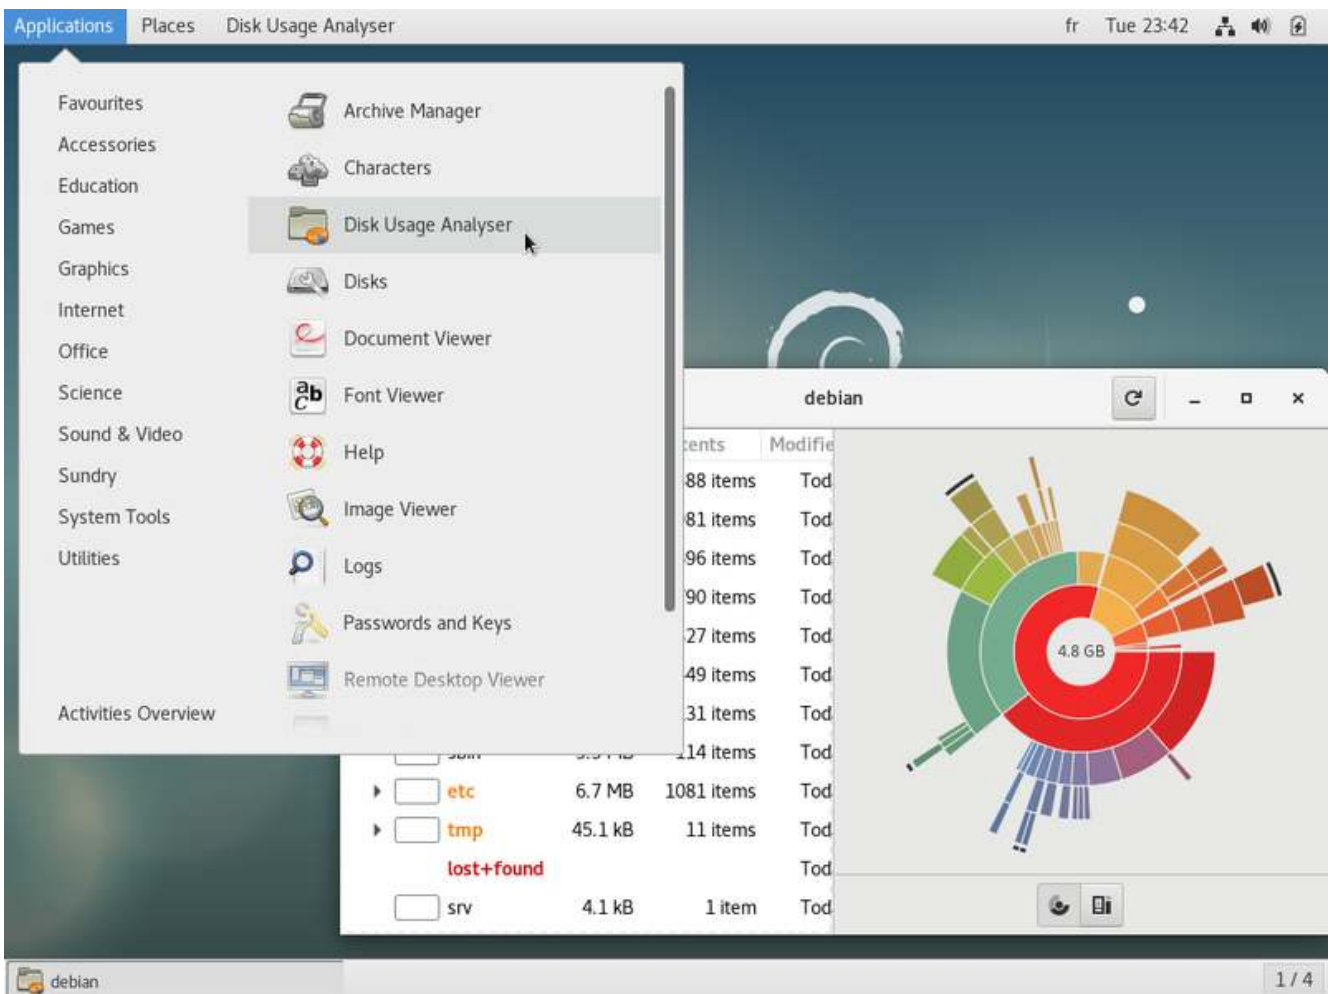 Applications Places Disk Usage Analyser fr Tue 23:42
Favourites
Accessories
Education
Games
Graphics
Internet
Office
Science
Sound & Video
Sundry
System Tools
Utilities
Activities Overview
Archive Manager
Characters
Disk Usage Analyser
Disks
Document Viewer
Font Viewer
Help
Image Viewer
Logs
Passwords and Keys
Remote Desktop Viewer
debian
Modifie
88 items Tod
81 items Tod
96 items Tod
90 items Tod
27 items Tod
49 items Tod
31 items Tod
114 items Tod
etc 6.7 MB 1081 items Tod
tmp 45.1 kB 11 items Tod
lost+found Tod
srv 4.1 kB 1 item Tod
4.8 GB
debian
1 / 4